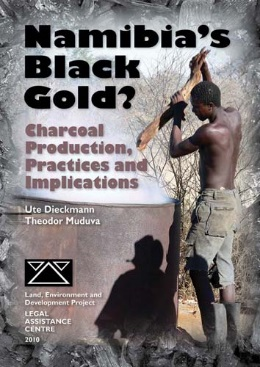 Namibia's
Black
Gold?
Charcoal
Production,
Practices and
Implications
Ute Dieckmann
Theodor Muduva
Land, Environment and
Development Project
LEGAL
ASSISTANCE
CENTRE
2010